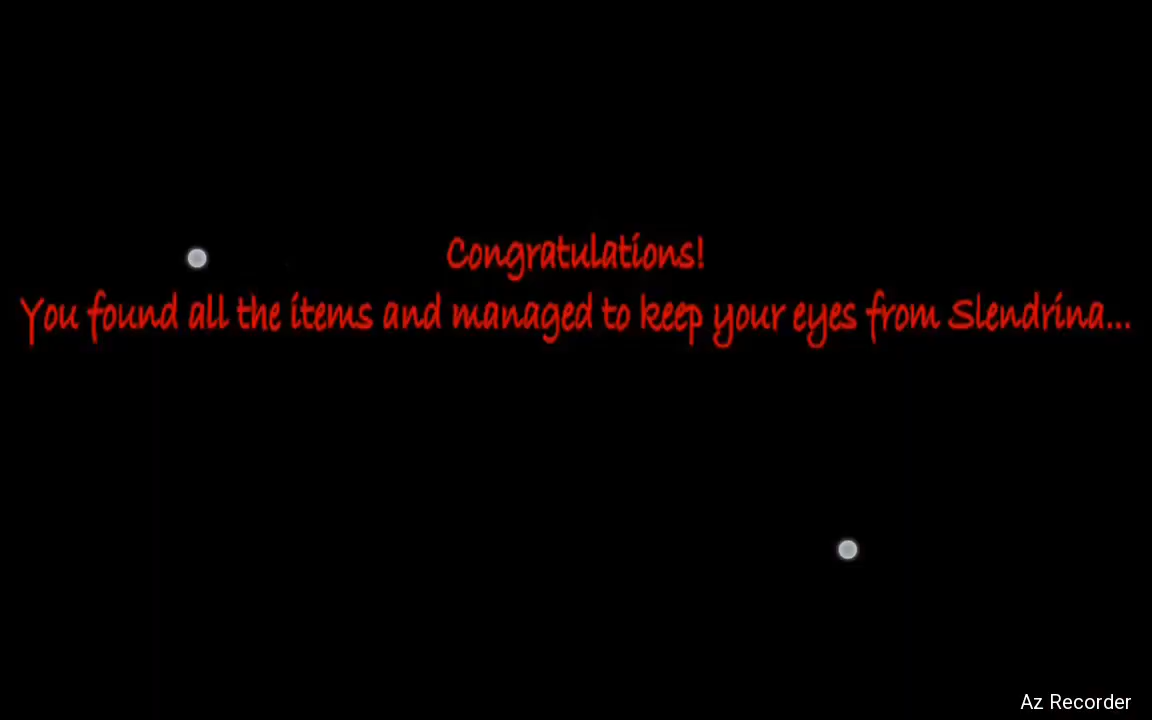 Congratulations!
You found all the items and managed to keep your eyes from Slendrina...
Az Recorder